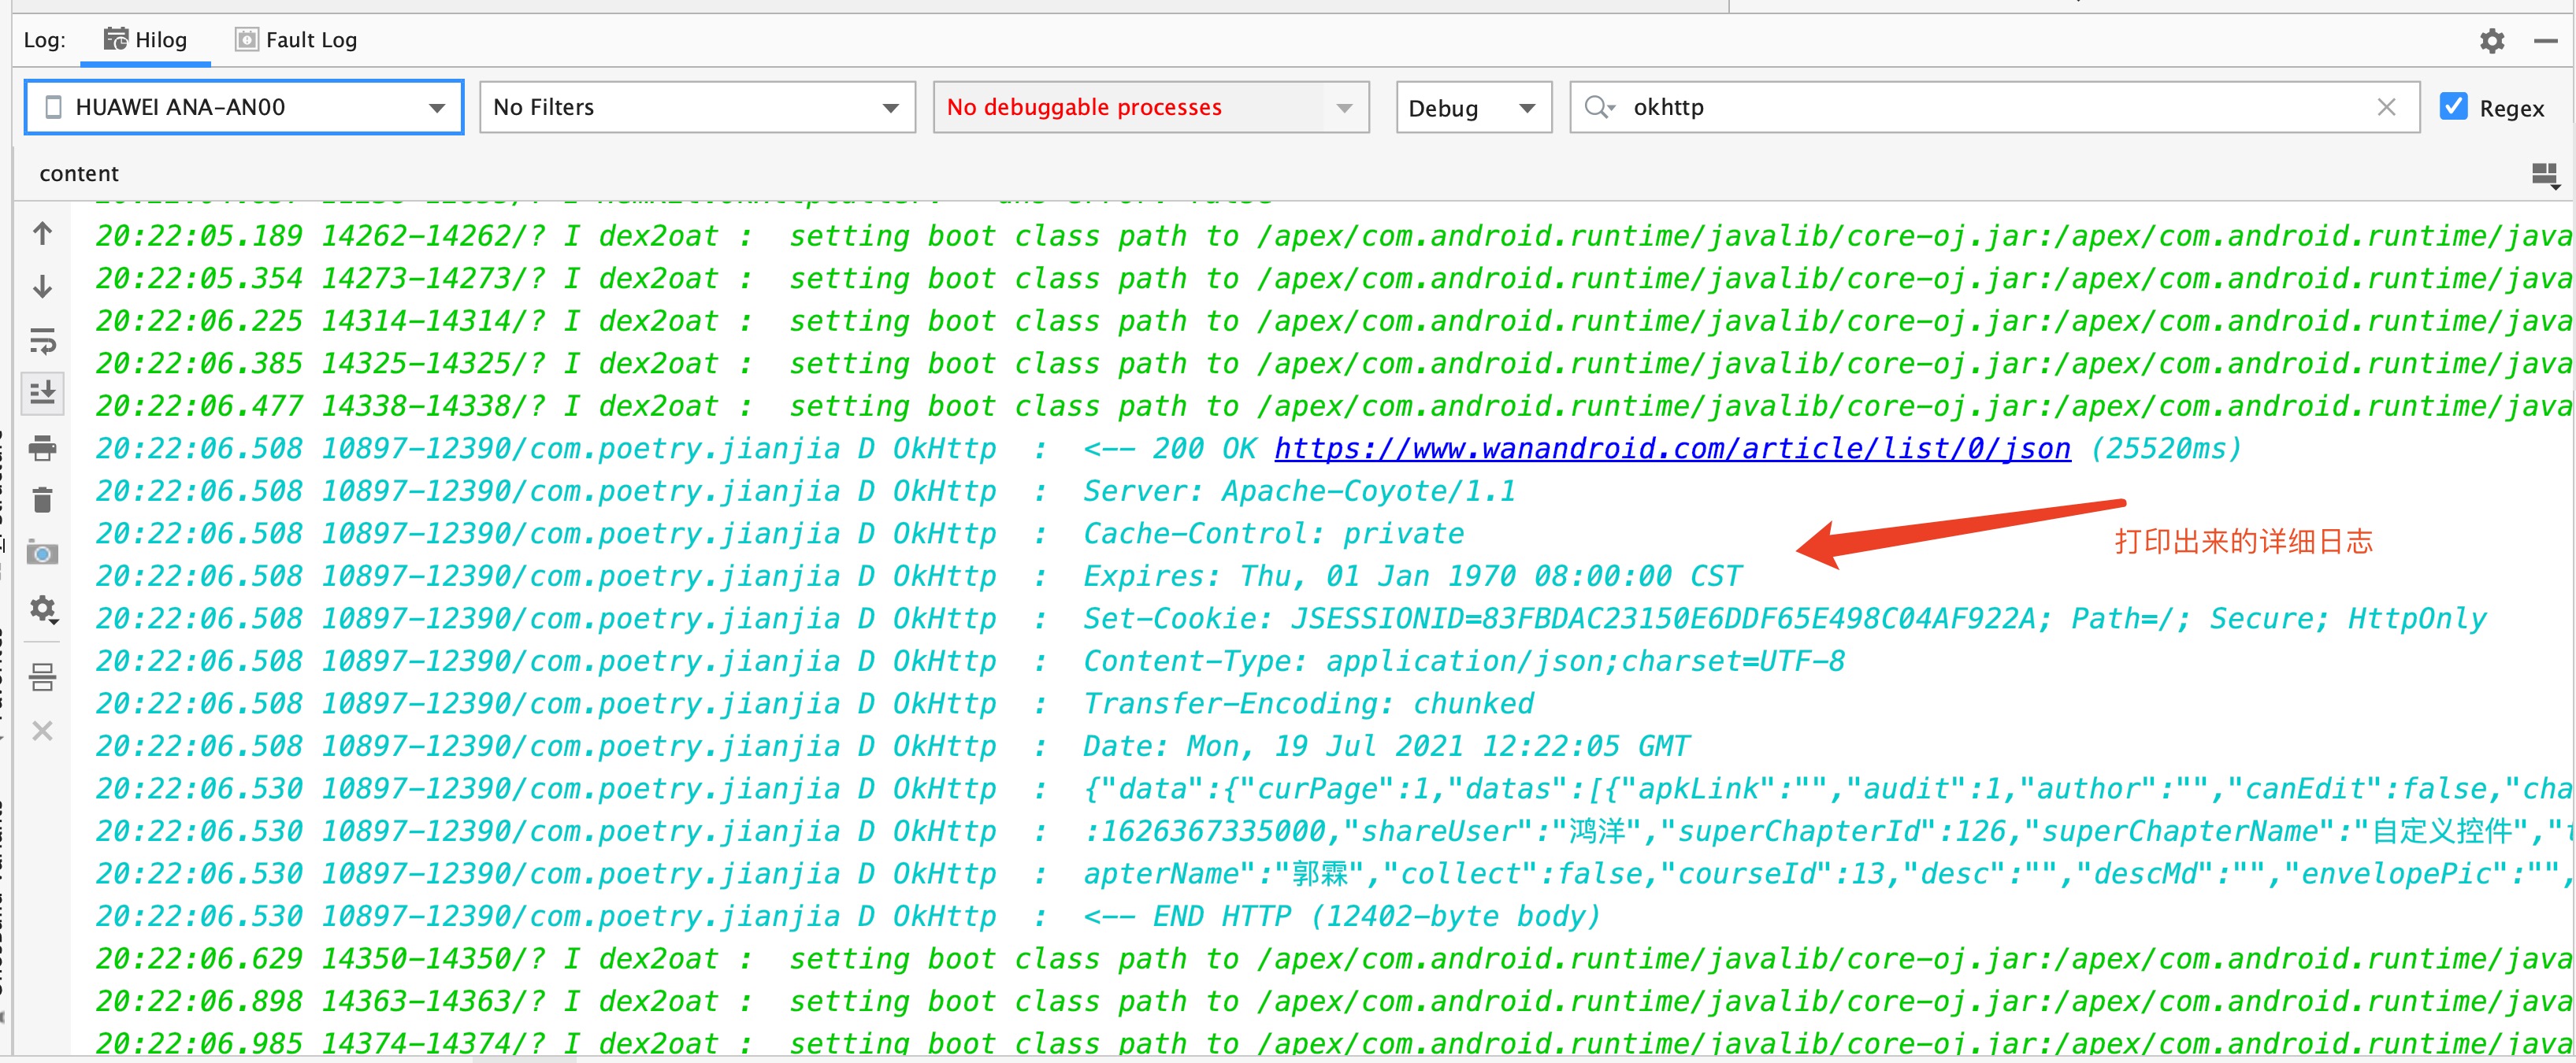 Log: Hilog Fault Log
HUAWEI ANA-AN00 No Filters No debuggable processes Debug okhttp Regex
content
20:22:05.189 14262-14262/? I dex2oat : setting boot class path to /apex/com.android.runtime/javalib/core-oj.jar:/apex/com.android.runtime/java
20:22:05.354 14273-14273/? I dex2oat : setting boot class path to /apex/com.android.runtime/javalib/core-oj.jar:/apex/com.android.runtime/java
20:22:06.225 14314-14314/? I dex2oat : setting boot class path to /apex/com.android.runtime/javalib/core-oj.jar:/apex/com.android.runtime/java
20:22:06.385 14325-14325/? I dex2oat : setting boot class path to /apex/com.android.runtime/javalib/core-oj.jar:/apex/com.android.runtime/java
20:22:06.477 14338-14338/? I dex2oat : setting boot class path to /apex/com.android.runtime/javalib/core-oj.jar:/apex/com.android.runtime/java
20:22:06.508 10897-12390/com.poetry.jianjia D OkHttp : <-- 200 OK https://www.wanandroid.com/article/list/0/json (25520ms)
20:22:06.508 10897-12390/com.poetry.jianjia D OkHttp : Server: Apache-Coyote/1.1
20:22:06.508 10897-12390/com.poetry.jianjia D OkHttp : Cache-Control: private
打印出来的详细日志
20:22:06.508 10897-12390/com.poetry.jianjia D OkHttp : Expires: Thu, 01 Jan 1970 08:00:00 CST
20:22:06.508 10897-12390/com.poetry.jianjia D OkHttp : Set-Cookie: JSESSIONID=83FBDAC23150E6DDF65E498C04AF922A; Path=/; Secure; HttpOnly
20:22:06.508 10897-12390/com.poetry.jianjia D OkHttp : Content-Type: application/json;charset=UTF-8
20:22:06.508 10897-12390/com.poetry.jianjia D OkHttp : Transfer-Encoding: chunked
20:22:06.508 10897-12390/com.poetry.jianjia D OkHttp : Date: Mon, 19 Jul 2021 12:22:05 GMT
20:22:06.530 10897-12390/com.poetry.jianjia D OkHttp : {"data":{"curPage":1,"datas":[{"apkLink":"","audit":1,"author":"","canEdit":false,"cha
20:22:06.530 10897-12390/com.poetry.jianjia D OkHttp : :1626367335000,"shareUser":"鸿洋","superChapterId":126,"superChapterName":"自定义控件","t
20:22:06.530 10897-12390/com.poetry.jianjia D OkHttp : apterName":"郭霖","collect":false,"courseId":13,"desc":"","descMd":"","envelopePic":"",
20:22:06.530 10897-12390/com.poetry.jianjia D OkHttp : <-- END HTTP (12402-byte body)
20:22:06.629 14350-14350/? I dex2oat : setting boot class path to /apex/com.android.runtime/javalib/core-oj.jar:/apex/com.android.runtime/java
20:22:06.898 14363-14363/? I dex2oat : setting boot class path to /apex/com.android.runtime/javalib/core-oj.jar:/apex/com.android.runtime/java
20:22:06.985 14374-14374/? I dex2oat : setting boot class path to /apex/com.android.runtime/javalib/core-oj.jar:/apex/com.android.runtime/java